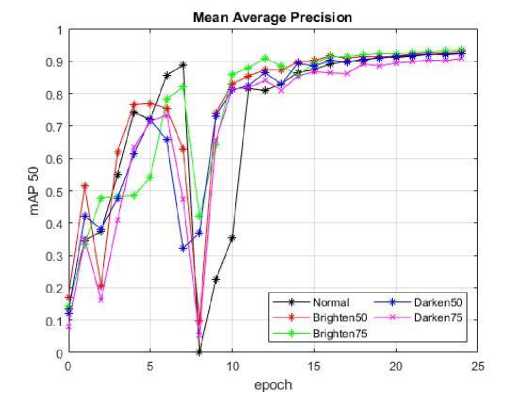 Mean Average Precision
mAP 50
1
0.9
0.8
0.7
0.6
0.5
0.4
0.3
0.2
0.1
0
0 5 10 15 20 25
epoch
Normal Darken50
Brighten50 Darken75
Brighten75